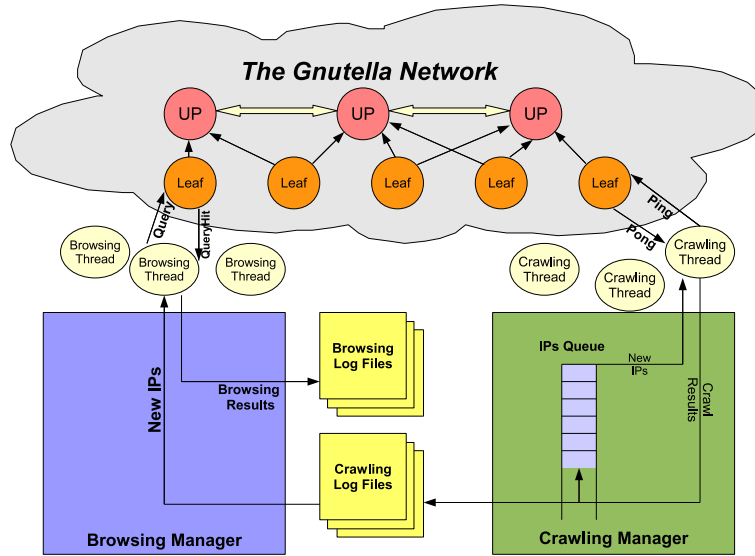 The Gnutella Network
UP
UP
UP
Leaf
Leaf
Leaf
Leaf
Leaf
Query
QueryHit
Ping
Pong
Browsing
Thread
Browsing
Thread
Browsing
Thread
Crawling
Thread
Crawling
Thread
Crawling
Thread
New IPs
Browsing
Results
Browsing Manager
Browsing
Log Files
Crawling
Log Files
IPs Queue
New
IPs
Crawl
Results
Crawling Manager